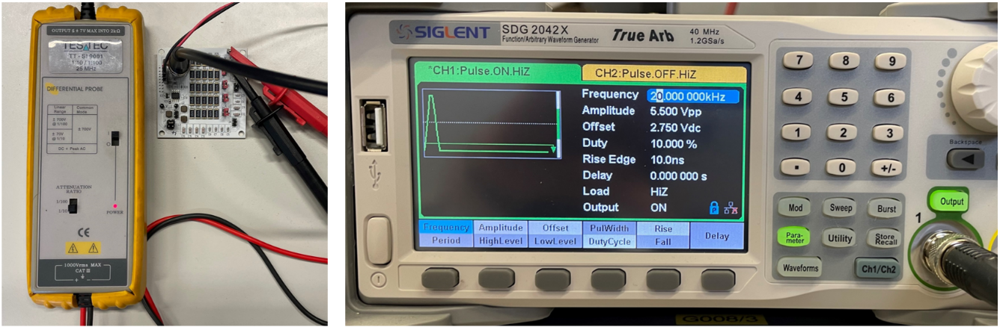 OUTPUT ≤ ± 7V MAX INTO 2kΩ
TESTEC
TT - SI 9001
1:10 / 1:100
25 MHz
DIFFERENTIAL PROBE
Linear Range
Common Mode
± 700V
@ 1/100
± 70V
@ 1/10
± 700V
DC + Peak AC
ATTENUATION
RATIO
1/100
1/10
POWER
CE
1000Vrms MAX
CAT III
- +
SIGLENT
SDG 2042X
Function/Arbitrary Waveform Generator
True Arb
40 MHz
1.2GSa/s
CH1:Pulse.ON.HiZ
CH2:Pulse.OFF.HiZ
Frequency 20.000 000kHz
Amplitude 5.500 Vpp
Offset 2.750 Vdc
Duty 10.000 %
Rise Edge 10.0ns
Delay 0.000 000 s
Load HiZ
Output ON
P
Frequency Amplitude Offset PulWidth Rise Delay
Period HighLevel LowLevel DutyCycle Fall
7 8 9
4 5 6
1 2 3
. 0 +/-
Backspace
Mod Sweep Burst
Para-
meter
Utility
Store
Recall
Waveforms Ch1/Ch2
Output
1
G008/3